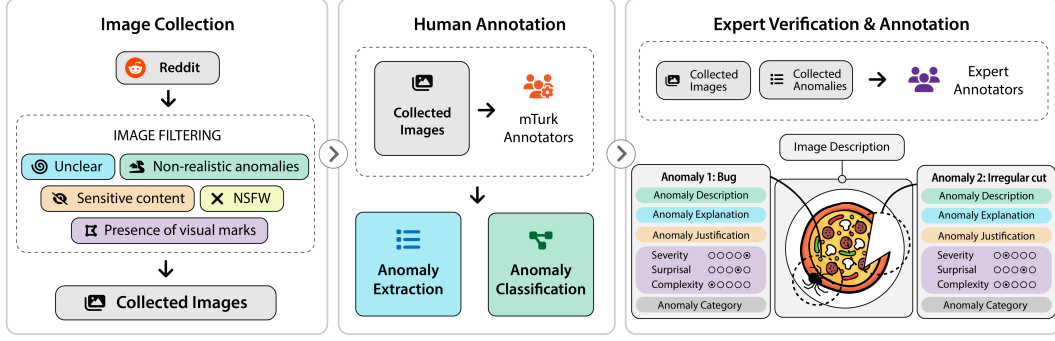 Image Collection
Reddit
IMAGE FILTERING
Unclear
Non-realistic anomalies
Sensitive content
NSFW
Presence of visual marks
Collected Images
Human Annotation
Collected
Images
mTurk
Annotators
Anomaly
Extraction
Anomaly
Classification
Expert Verification & Annotation
Collected
Images
Collected
Anomalies
Expert
Annotators
Image Description
Anomaly 1: Bug
Anomaly Description
Anomaly Explanation
Anomaly Justification
Severity
Surprisal
Complexity
Anomaly Category
Anomaly 2: Irregular cut
Anomaly Description
Anomaly Explanation
Anomaly Justification
Severity
Surprisal
Complexity
Anomaly Category